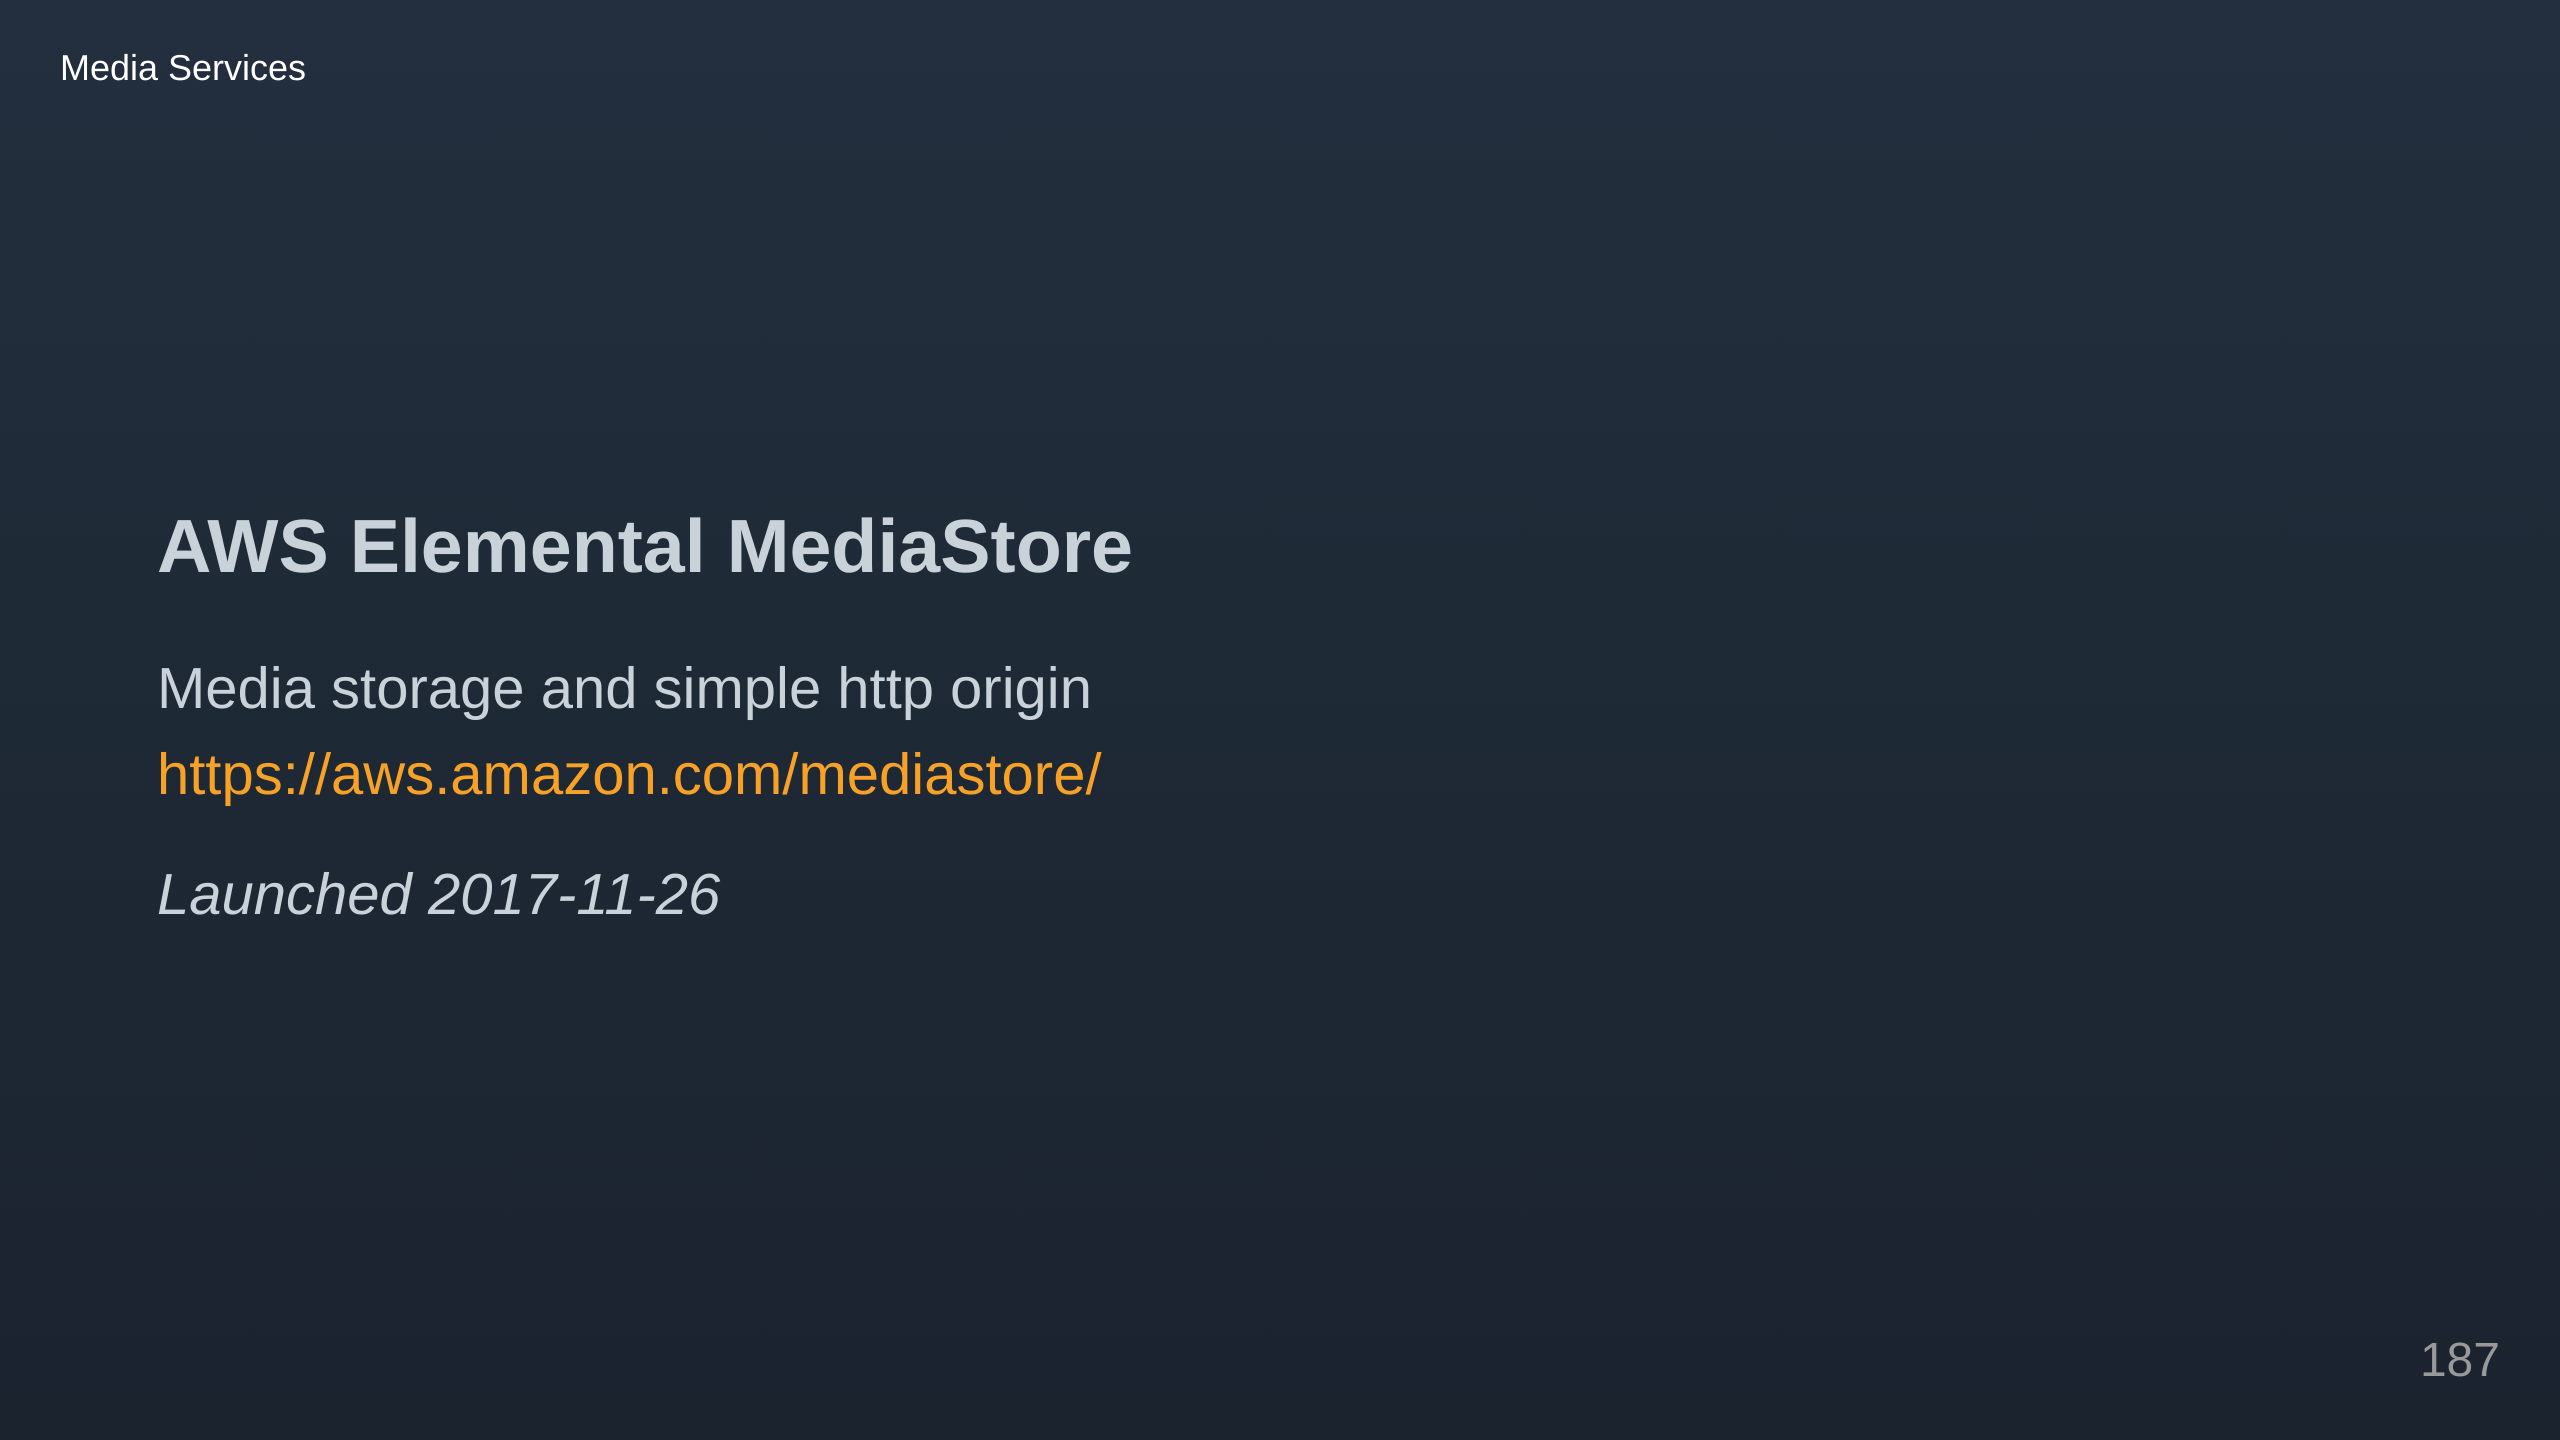 Media Services
AWS Elemental MediaStore
Media storage and simple http origin
https://aws.amazon.com/mediastore/
Launched 2017-11-26
187